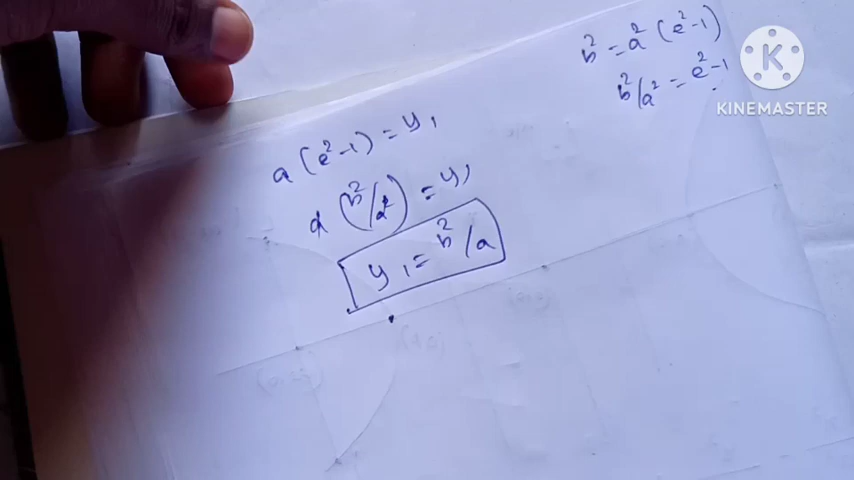 b² = a² (e² - 1)
b²/a² = e² - 1
KINEMASTER
a (e² - 1) = y₁
a (b²/a²) = y₁
y₁ = b²/a